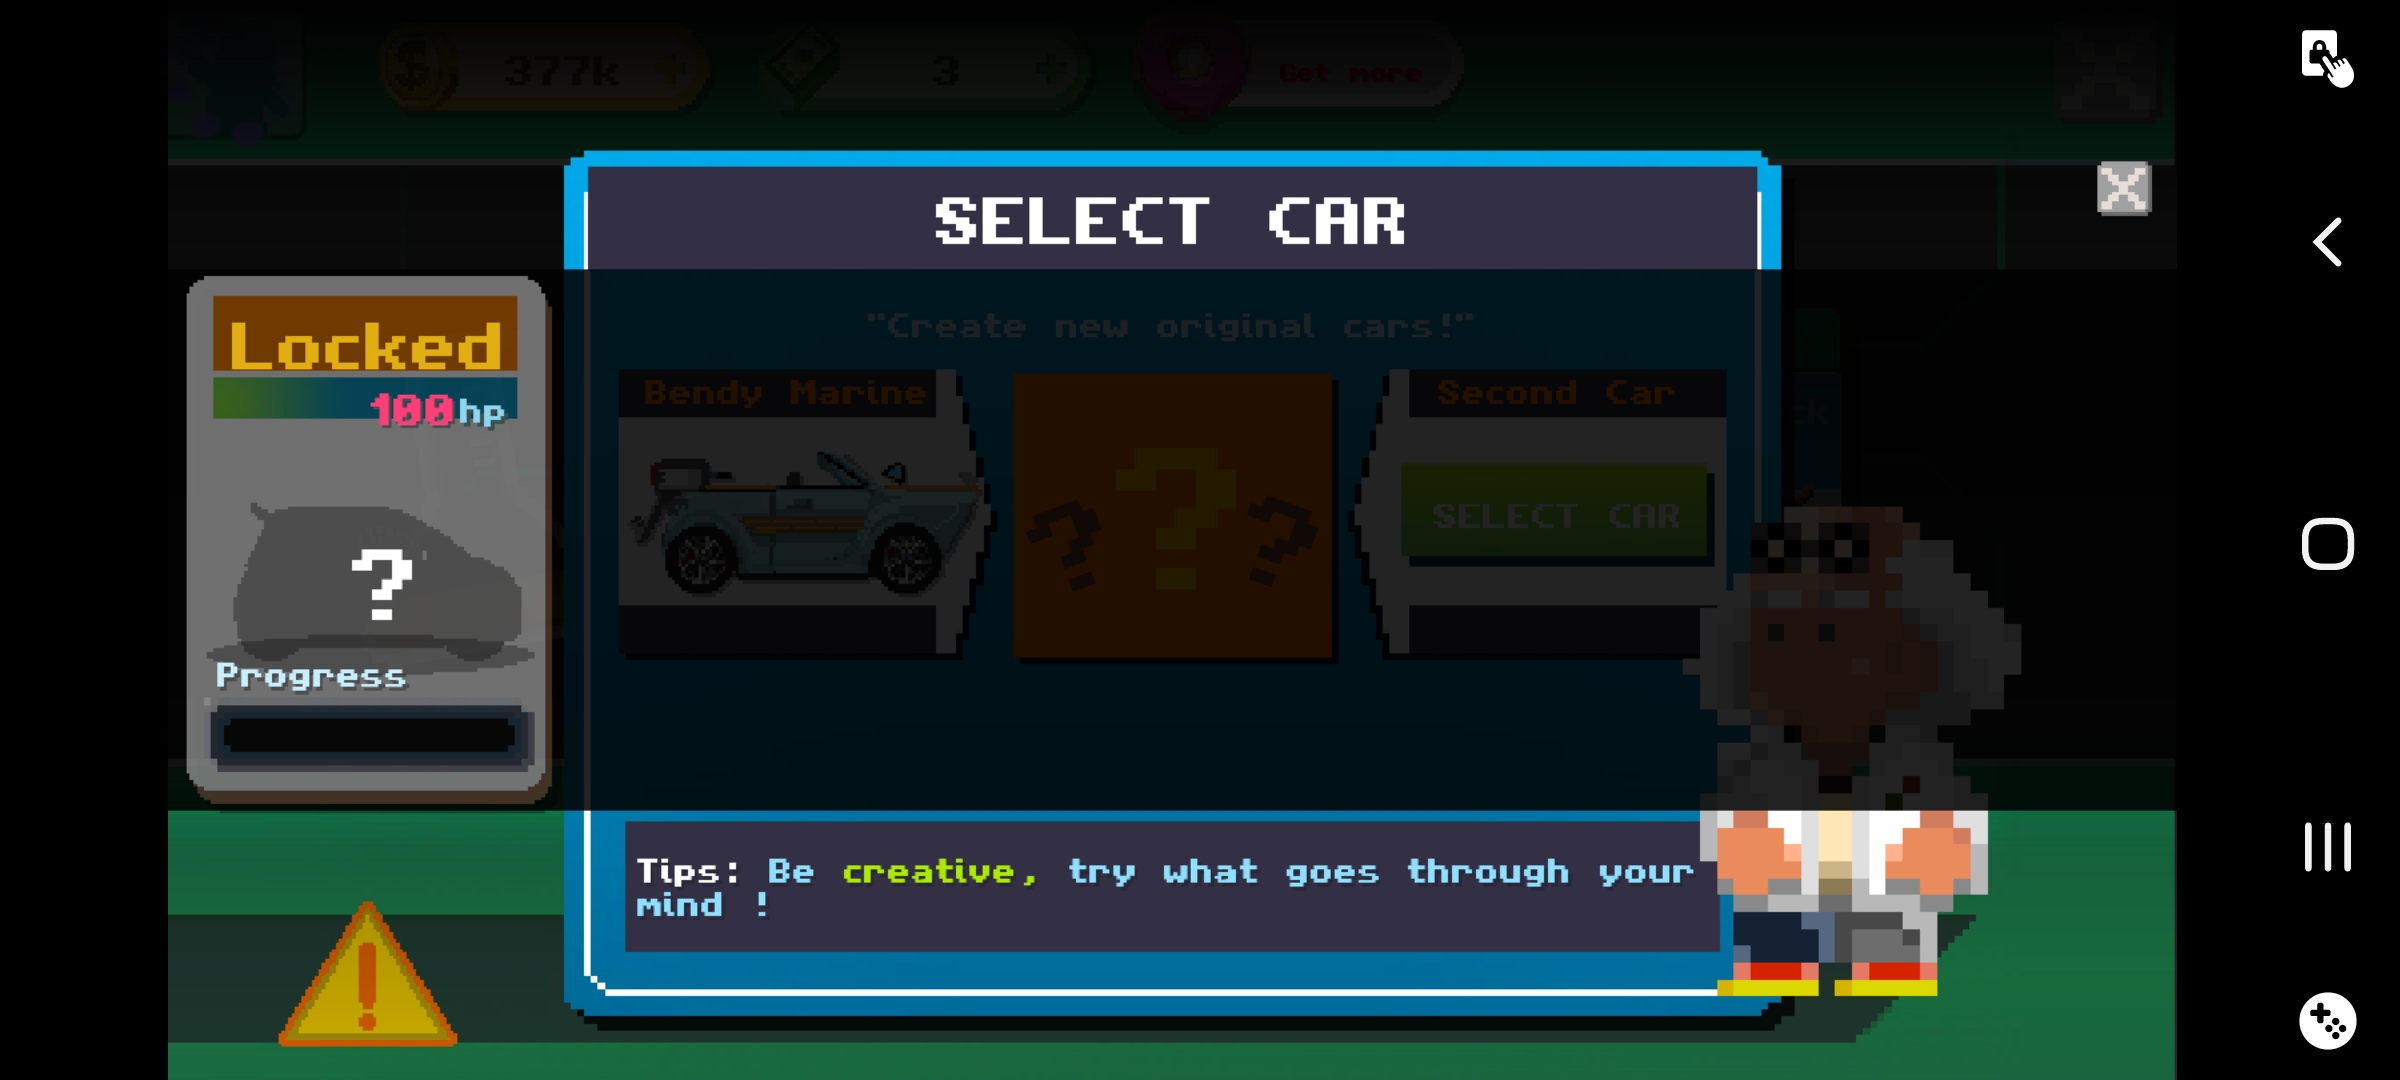 377k
3
Get more
SELECT CAR
Locked
100hp
"Create new original cars!"
Bendy Marine
Second Car
?
? ? ?
SELECT CAR
Progress
Tips: Be creative, try what goes through your
mind !
!